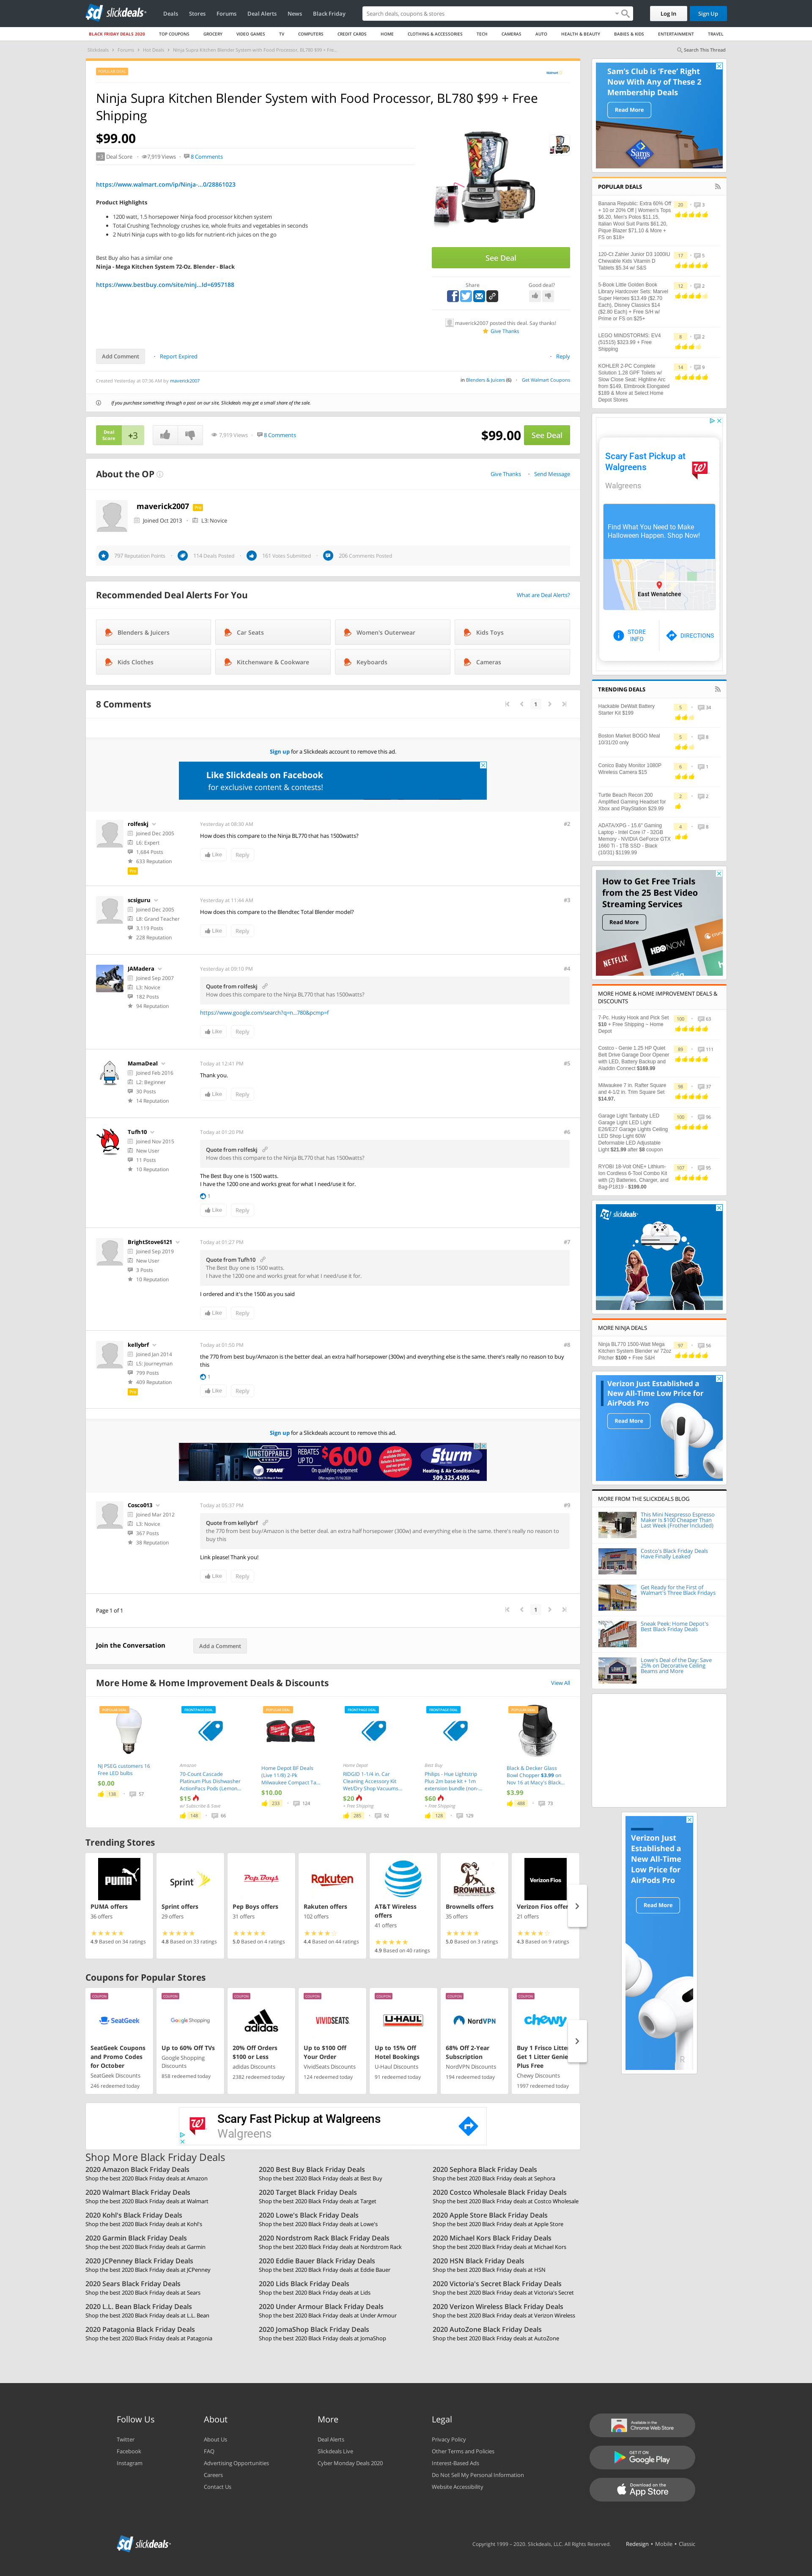 slickdeals
Deals Stores Forums Deal Alerts News Black Friday
Search deals, coupons & stores
Log In Sign Up
BLACK FRIDAY DEALS 2020 TOP COUPONS GROCERY VIDEO GAMES TV COMPUTERS CREDIT CARDS HOME CLOTHING & ACCESSORIES TECH CAMERAS AUTO HEALTH & BEAUTY BABIES & KIDS ENTERTAINMENT TRAVEL
Slickdeals Forums Hot Deals Ninja Supra Kitchen Blender System with Food Processor, BL780 $99 + Fre...
Search This Thread
Ninja Supra Kitchen Blender System with Food Processor, BL780 $99 + Free
Shipping
$99.00
+3 Deal Score 7,919 Views 8 Comments
https://www.walmart.com/ip/Ninja-...0/28861023
Product Highlights
1200 watt, 1.5 horsepower Ninja food processor kitchen system
Total Crushing Technology crushes ice, whole fruits and vegetables in seconds
2 Nutri Ninja cups with to-go lids for nutrient-rich juices on the go
Best Buy also has a similar one
Ninja - Mega Kitchen System 72-Oz. Blender - Black
https://www.bestbuy.com/site/ninj...Id=6957188
See Deal
Share Good deal?
maverick2007 posted this deal. Say thanks!
Give Thanks
Add Comment Report Expired Reply
Created Yesterday at 07:36 AM by maverick2007
in Blenders & Juicers (6) Get Walmart Coupons
If you purchase something through a post on our site, Slickdeals may get a small share of the sale.
Deal
Score +3 7,919 Views 8 Comments $99.00 See Deal
About the OP Give Thanks Send Message
maverick2007 Pro
Joined Oct 2013 L3: Novice
797 Reputation Points 114 Deals Posted 161 Votes Submitted 206 Comments Posted
Recommended Deal Alerts For You What are Deal Alerts?
Blenders & Juicers Car Seats Women's Outerwear Kids Toys
Kids Clothes Kitchenware & Cookware Keyboards Cameras
8 Comments 1
Sign up for a Slickdeals account to remove this ad.
Like Slickdeals on Facebook
for exclusive content & contests!
rolfeskj Yesterday at 08:30 AM #2
Joined Dec 2005
L6: Expert
1,684 Posts
633 Reputation
Pro
How does this compare to the Ninja BL770 that has 1500watts?
Like Reply
scsiguru Yesterday at 11:44 AM #3
Joined Dec 2005
L8: Grand Teacher
3,119 Posts
228 Reputation
How does this compare to the Blendtec Total Blender model?
Like Reply
JAMadera Yesterday at 09:10 PM #4
Joined Sep 2007
L3: Novice
182 Posts
94 Reputation
Quote from rolfeskj
How does this compare to the Ninja BL770 that has 1500watts?
https://www.google.com/search?q=n...780&pcmp=f
Like Reply
MamaDeal Today at 12:41 PM #5
Joined Feb 2016
L2: Beginner
30 Posts
14 Reputation
Thank you.
Like Reply
Tufh10 Today at 01:20 PM #6
Joined Nov 2015
New User
11 Posts
10 Reputation
Quote from rolfeskj
How does this compare to the Ninja BL770 that has 1500watts?
The Best Buy one is 1500 watts.
I have the 1200 one and works great for what I need/use it for.
1
Like Reply
BrightStove6121 Today at 01:27 PM #7
Joined Sep 2019
New User
3 Posts
10 Reputation
Quote from Tufh10
The Best Buy one is 1500 watts.
I have the 1200 one and works great for what I need/use it for.
I ordered and it's the 1500 as you said
Like Reply
kellybrf Today at 01:50 PM #8
Joined Jan 2014
L5: Journeyman
799 Posts
409 Reputation
Pro
the 770 from best buy/Amazon is the better deal. an extra half horsepower (300w) and everything else is the same, there's really no reason to buy
this
1
Like Reply
Sign up for a Slickdeals account to remove this ad.
UNSTOPPABLE
TRANE
REBATES UP TO $600
Sturm
Heating & Air Conditioning
509.325.4505
Cosco013 Today at 05:37 PM #9
Joined Mar 2012
L3: Novice
367 Posts
38 Reputation
Quote from kellybrf
the 770 from best buy/Amazon is the better deal. an extra half horsepower (300w) and everything else is the same. there's really no reason to
buy this
Link please! Thank you!
Like Reply
Page 1 of 1 1
Join the Conversation Add a Comment
More Home & Home Improvement Deals & Discounts View All
NJ PSEG customers 16
Free LED bulbs
$0.00
138 57
Amazon
70-Count Cascade
Platinum Plus Dishwasher
ActionPacs Pods (Lemon...
$15
w/ Subscribe & Save
148 66
Home Depot BF Deals
(Live 11/8) 2-Pk
Milwaukee Compact Ta...
$10.00
233 124
Home Depot
RIDGID 1-1/4 in. Car
Cleaning Accessory Kit
Wet/Dry Shop Vacuums...
$20
+ Free Shipping
285 92
Best Buy
Philips - Hue Lightstrip
Plus 2m base kit + 1m
extension bundle (non-...
$60
+ Free Shipping
128 129
Black & Decker Glass
Bowl Chopper $3.99 on
Nov 16 at Macy's Black...
$3.99
488 73
Trending Stores
PUMA offers
36 offers
4.9 Based on 34 ratings
Sprint offers
29 offers
4.8 Based on 33 ratings
Pep Boys offers
31 offers
5.0 Based on 4 ratings
Rakuten offers
102 offers
4.4 Based on 44 ratings
AT&T Wireless
offers
41 offers
4.9 Based on 40 ratings
Brownells offers
35 offers
5.0 Based on 3 ratings
Verizon Fios offers
21 offers
4.3 Based on 9 ratings
Coupons for Popular Stores
COUPON
SeatGeek
SeatGeek Coupons
and Promo Codes
for October
SeatGeek Discounts
246 redeemed today
COUPON
Google Shopping
Up to 60% Off TVs
Google Shopping
Discounts
858 redeemed today
COUPON
adidas
20% Off Orders
$100 or Less
adidas Discounts
2382 redeemed today
COUPON
VIVIDSEATS
Up to $100 Off
Your Order
VividSeats Discounts
124 redeemed today
COUPON
U-HAUL
Up to 15% Off
Hotel Bookings
U-Haul Discounts
91 redeemed today
COUPON
NordVPN
68% Off 2-Year
Subscription
NordVPN Discounts
194 redeemed today
COUPON
chewy
Buy 1 Frisco Litter,
Get 1 Litter Genie
Plus Free
Chewy Discounts
1997 redeemed today
Scary Fast Pickup at Walgreens
Walgreens
Shop More Black Friday Deals
2020 Amazon Black Friday Deals
Shop the best 2020 Black Friday deals at Amazon
2020 Best Buy Black Friday Deals
Shop the best 2020 Black Friday deals at Best Buy
2020 Sephora Black Friday Deals
Shop the best 2020 Black Friday deals at Sephora
2020 Walmart Black Friday Deals
Shop the best 2020 Black Friday deals at Walmart
2020 Target Black Friday Deals
Shop the best 2020 Black Friday deals at Target
2020 Costco Wholesale Black Friday Deals
Shop the best 2020 Black Friday deals at Costco Wholesale
2020 Kohl's Black Friday Deals
Shop the best 2020 Black Friday deals at Kohl's
2020 Lowe's Black Friday Deals
Shop the best 2020 Black Friday deals at Lowe's
2020 Apple Store Black Friday Deals
Shop the best 2020 Black Friday deals at Apple Store
2020 Garmin Black Friday Deals
Shop the best 2020 Black Friday deals at Garmin
2020 Nordstrom Rack Black Friday Deals
Shop the best 2020 Black Friday deals at Nordstrom Rack
2020 Michael Kors Black Friday Deals
Shop the best 2020 Black Friday deals at Michael Kors
2020 JCPenney Black Friday Deals
Shop the best 2020 Black Friday deals at JCPenney
2020 Eddie Bauer Black Friday Deals
Shop the best 2020 Black Friday deals at Eddie Bauer
2020 HSN Black Friday Deals
Shop the best 2020 Black Friday deals at HSN
2020 Sears Black Friday Deals
Shop the best 2020 Black Friday deals at Sears
2020 Lids Black Friday Deals
Shop the best 2020 Black Friday deals at Lids
2020 Victoria's Secret Black Friday Deals
Shop the best 2020 Black Friday deals at Victoria's Secret
2020 L.L. Bean Black Friday Deals
Shop the best 2020 Black Friday deals at L.L. Bean
2020 Under Armour Black Friday Deals
Shop the best 2020 Black Friday deals at Under Armour
2020 Verizon Wireless Black Friday Deals
Shop the best 2020 Black Friday deals at Verizon Wireless
2020 Patagonia Black Friday Deals
Shop the best 2020 Black Friday deals at Patagonia
2020 JomaShop Black Friday Deals
Shop the best 2020 Black Friday deals at JomaShop
2020 AutoZone Black Friday Deals
Shop the best 2020 Black Friday deals at AutoZone
Sam's Club is 'Free' Right
Now With Any of These 2
Membership Deals
Read More
POPULAR DEALS
Banana Republic: Extra 60% Off
+ 10 or 20% Off | Women's Tops
$6.20, Men's Polos $11.15,
Italian Wool Suit Pants $61.20,
Pique Blazer $71.10 & More +
FS on $18+
20 3
120-Ct Zahler Junior D3 1000IU
Chewable Kids Vitamin D
Tablets $5.34 w/ S&S
17 5
5-Book Little Golden Book
Library Hardcover Sets: Marvel
Super Heroes $13.49 ($2.70
Each), Disney Classics $14
($2.80 Each) + Free S/H w/
Prime or FS on $25+
12 2
LEGO MINDSTORMS: EV4
(51515) $323.99 + Free
Shipping
8 2
KOHLER 2-PC Complete
Solution 1.28 GPF Toilets w/
Slow Close Seat: Highline Arc
from $149, Elmbrook Elongated
$189 & More at Select Home
Depot Stores
14 9
Scary Fast Pickup at
Walgreens
Walgreens
Find What You Need to Make
Halloween Happen. Shop Now!
East Wenatchee
STORE
INFO
DIRECTIONS
TRENDING DEALS
Hackable DeWalt Battery
Starter Kit $199
5 34
Boston Market BOGO Meal
10/31/20 only
5 8
Conico Baby Monitor 1080P
Wireless Camera $15
6 1
Turtle Beach Recon 200
Amplified Gaming Headset for
Xbox and PlayStation $29.99
2 2
ADATA/XPG - 15.6" Gaming
Laptop - Intel Core i7 - 32GB
Memory - NVIDIA GeForce GTX
1660 Ti - 1TB SSD - Black
(10/31) $1199.99
4 8
How to Get Free Trials
from the 25 Best Video
Streaming Services
Read More
NETFLIX
HBO NOW
MORE HOME & HOME IMPROVEMENT DEALS &
DISCOUNTS
7-Pc. Husky Hook and Pick Set
$10 + Free Shipping ~ Home
Depot
100 63
Costco - Genie 1.25 HP Quiet
Belt Drive Garage Door Opener
with LED, Battery Backup and
Aladdin Connect $169.99
89 111
Milwaukee 7 in. Rafter Square
and 4-1/2 in. Trim Square Set
$14.97.
96 37
Garage Light Tanbaby LED
Garage Light LED Light
E26/E27 Garage Lights Ceiling
LED Shop Light 60W
Deformable LED Adjustable
Light $21.99 after $9 coupon
100 96
RYOBI 18-Volt ONE+ Lithium-
Ion Cordless 6-Tool Combo Kit
with (2) Batteries, Charger, and
Bag-P1819 - $199.00
107 95
slickdeals
MORE NINJA DEALS
Ninja BL770 1500-Watt Mega
Kitchen System Blender w/ 72oz
Pitcher $100 + Free S&H
97 56
Verizon Just Established a
New All-Time Low Price for
AirPods Pro
Read More
MORE FROM THE SLICKDEALS BLOG
This Mini Nespresso Espresso
Maker Is $100 Cheaper Than
Last Week (Frother Included)
Costco's Black Friday Deals
Have Finally Leaked
Get Ready for the First of
Walmart's Three Black Fridays
Sneak Peek: Home Depot's
Best Black Friday Deals
Lowe's Deal of the Day: Save
25% on Decorative Ceiling
Beams and More
Verizon Just
Established a
New All-Time
Low Price for
AirPods Pro
Read More
Follow Us
Twitter
Facebook
Instagram
About
About Us
FAQ
Advertising Opportunities
Careers
Contact Us
More
Deal Alerts
Slickdeals Live
Cyber Monday Deals 2020
Legal
Privacy Policy
Other Terms and Policies
Interest-Based Ads
Do Not Sell My Personal Information
Website Accessibility
Available in the
Chrome Web Store
GET IT ON
Google Play
Download on the
App Store
slickdeals
Copyright 1999 - 2020. Slickdeals, LLC. All Rights Reserved. Redesign • Mobile • Classic